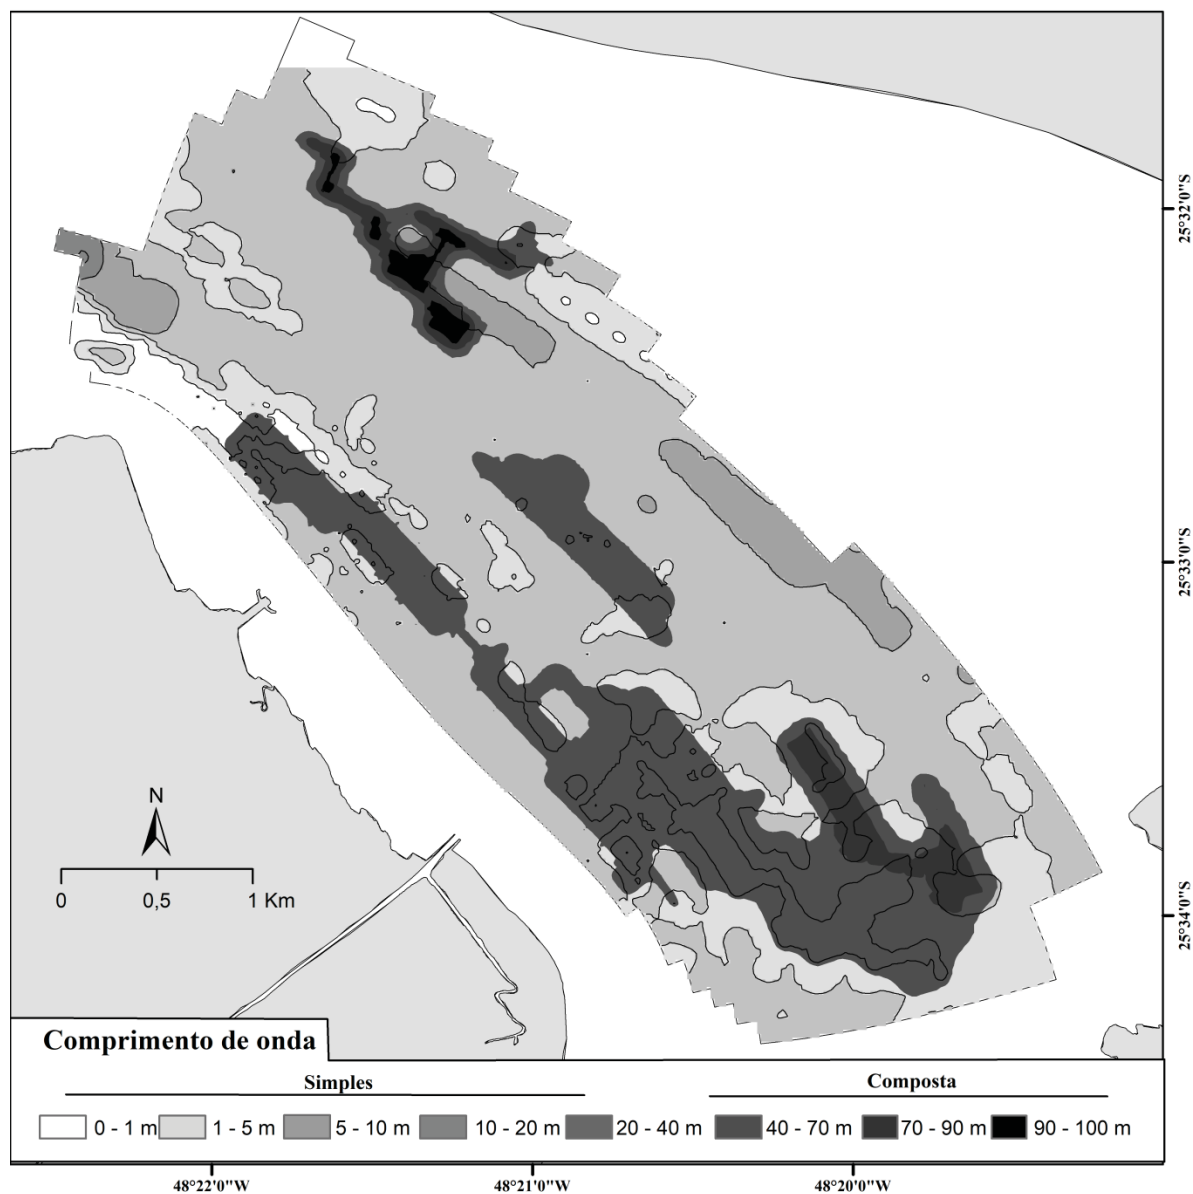 25°32'0"S
25°33'0"S
25°34'0"S
N
0 0,5 1 Km
Comprimento de onda
Simples Composta
0 - 1 m 1 - 5 m 5 - 10 m 10 - 20 m 20 - 40 m 40 - 70 m 70 - 90 m 90 - 100 m
48°22'0"W 48°21'0"W 48°20'0"W